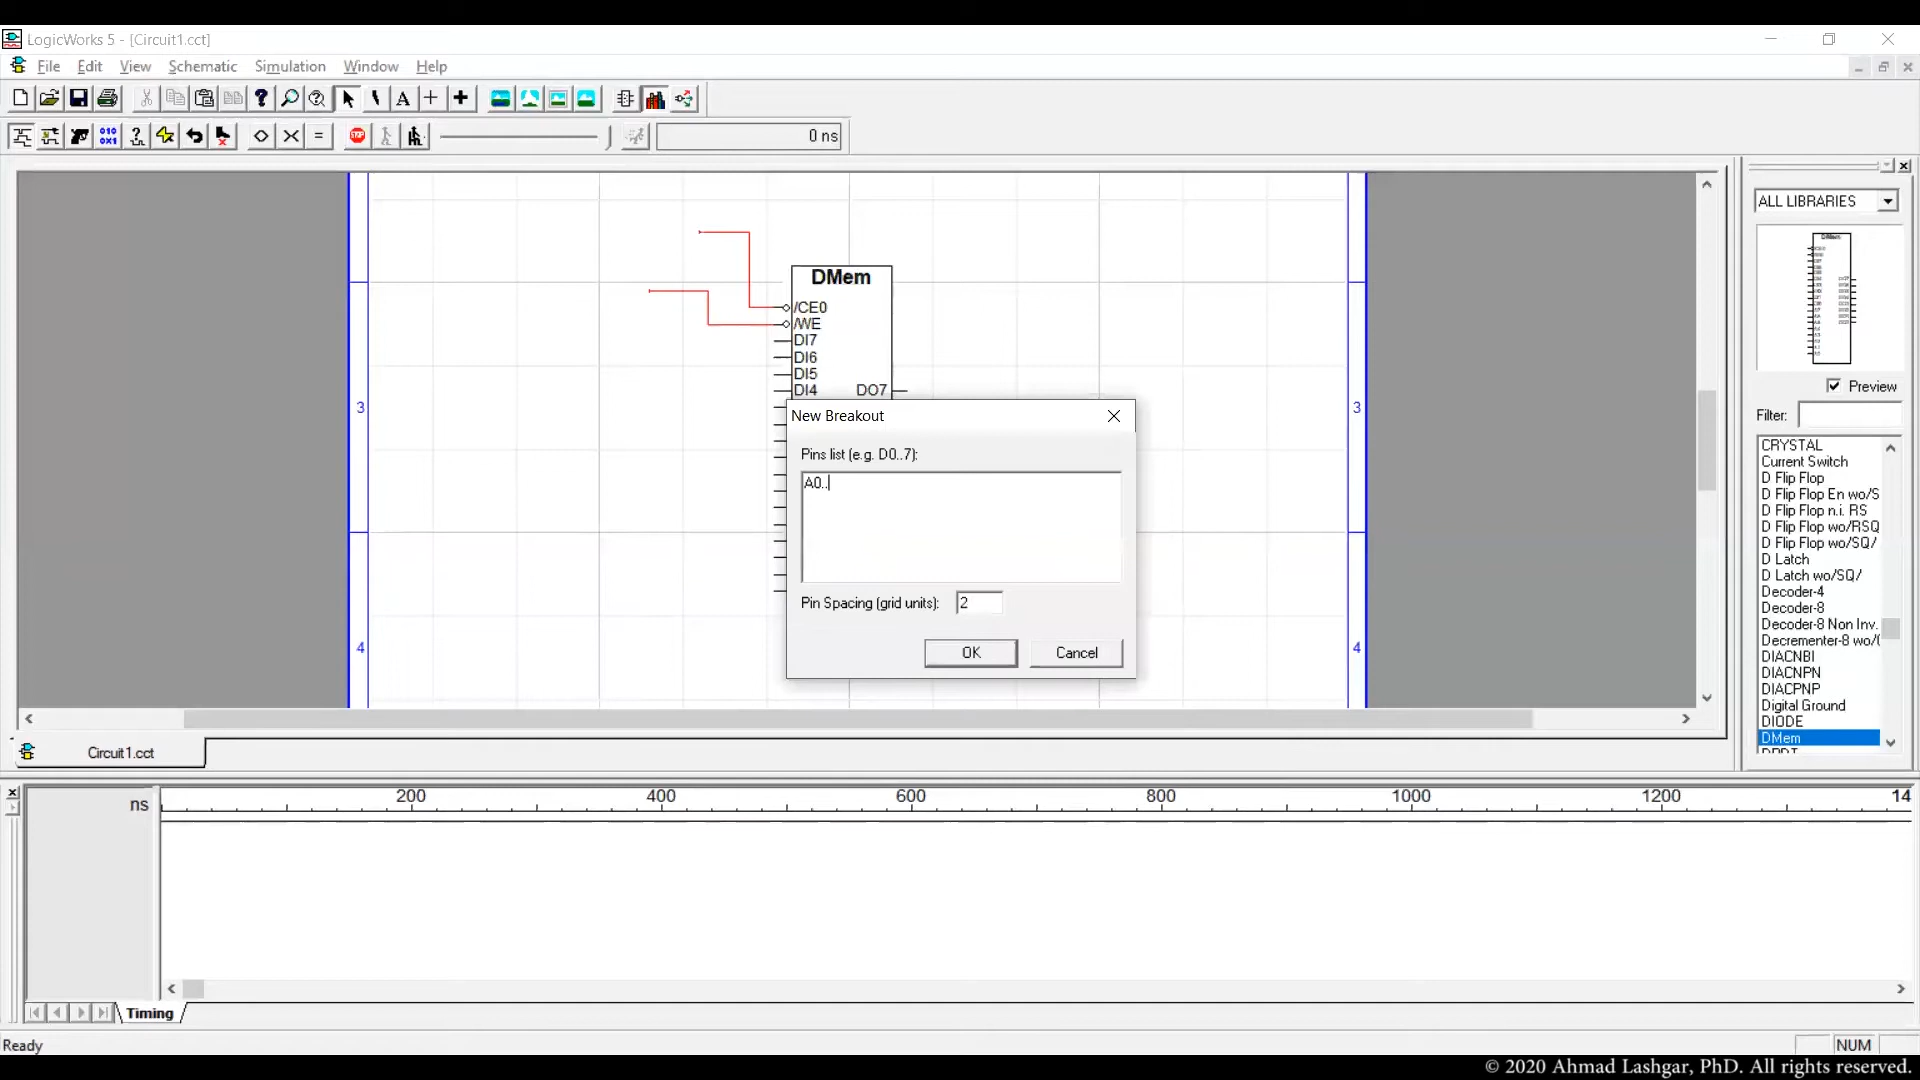 LogicWorks 5 - [Circuit1.cct]
File Edit View Schematic Simulation Window Help
0 ns
ALL LIBRARIES
DMem
/CE0
/WE
DI7
DI6
DI5
DI4 DO7
3
3
4
4
New Breakout
Pins list (e.g. D0..7):
A0..
Pin Spacing (grid units): 2
OK Cancel
Preview
Filter:
CRYSTAL
Current Switch
D Flip Flop
D Flip Flop En wo/S
D Flip Flop n.i. RS
D Flip Flop wo/RSQ
D Flip Flop wo/SQ/
D Latch
D Latch wo/SQ/
Decoder-4
Decoder-8
Decoder-8 Non Inv.
Decrementer-8 wo/
DIACNBI
DIACNPN
DIACPNP
Digital Ground
DIODE
DMem
Circuit1.cct
ns 200 400 600 800 1000 1200 14
Timing
Ready
NUM
© 2020 Ahmad Lashgar, PhD. All rights reserved.